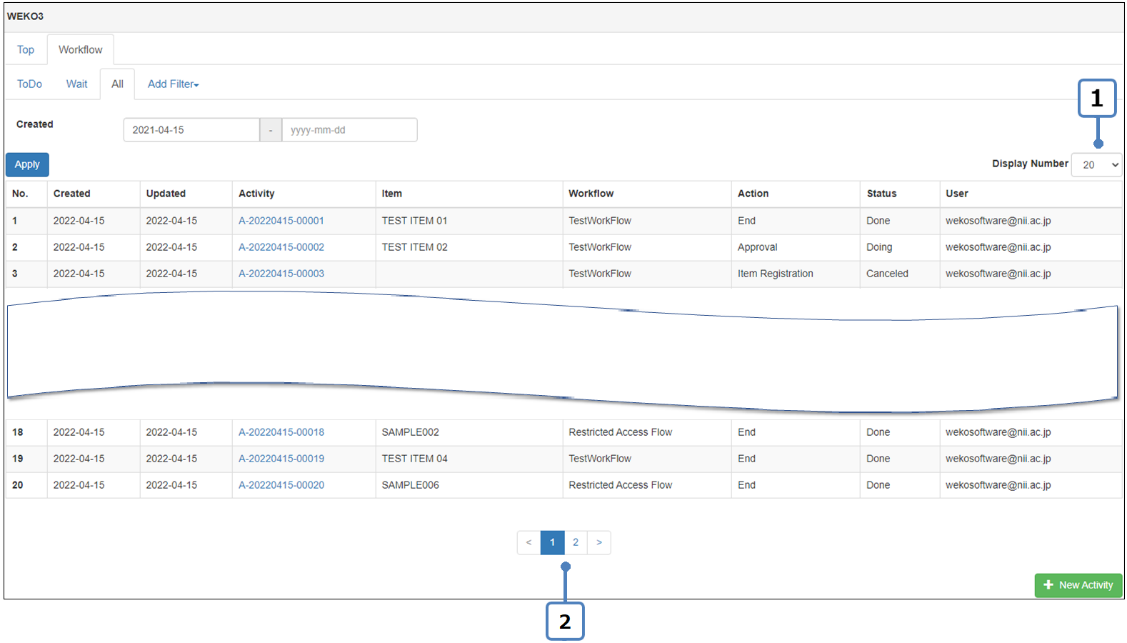 WEKO3
Top Workflow
ToDo Wait All Add Filter
1
Created 2021-04-15 - yyyy-mm-dd
Apply Display Number 20
No. Created Updated Activity Item Workflow Action Status User
1 2022-04-15 2022-04-15 A-20220415-00001 TEST ITEM 01 TestWorkFlow End Done wekosoftware@nii.ac.jp
2 2022-04-15 2022-04-15 A-20220415-00002 TEST ITEM 02 TestWorkFlow Approval Doing wekosoftware@nii.ac.jp
3 2022-04-15 2022-04-15 A-20220415-00003 TestWorkFlow Item Registration Canceled wekosoftware@nii.ac.jp
18 2022-04-15 2022-04-15 A-20220415-00018 SAMPLE002 Restricted Access Flow End Done wekosoftware@nii.ac.jp
19 2022-04-15 2022-04-15 A-20220415-00019 TEST ITEM 04 TestWorkFlow End Done wekosoftware@nii.ac.jp
20 2022-04-15 2022-04-15 A-20220415-00020 SAMPLE006 Restricted Access Flow End Done wekosoftware@nii.ac.jp
< 1 2 >
+ New Activity
2